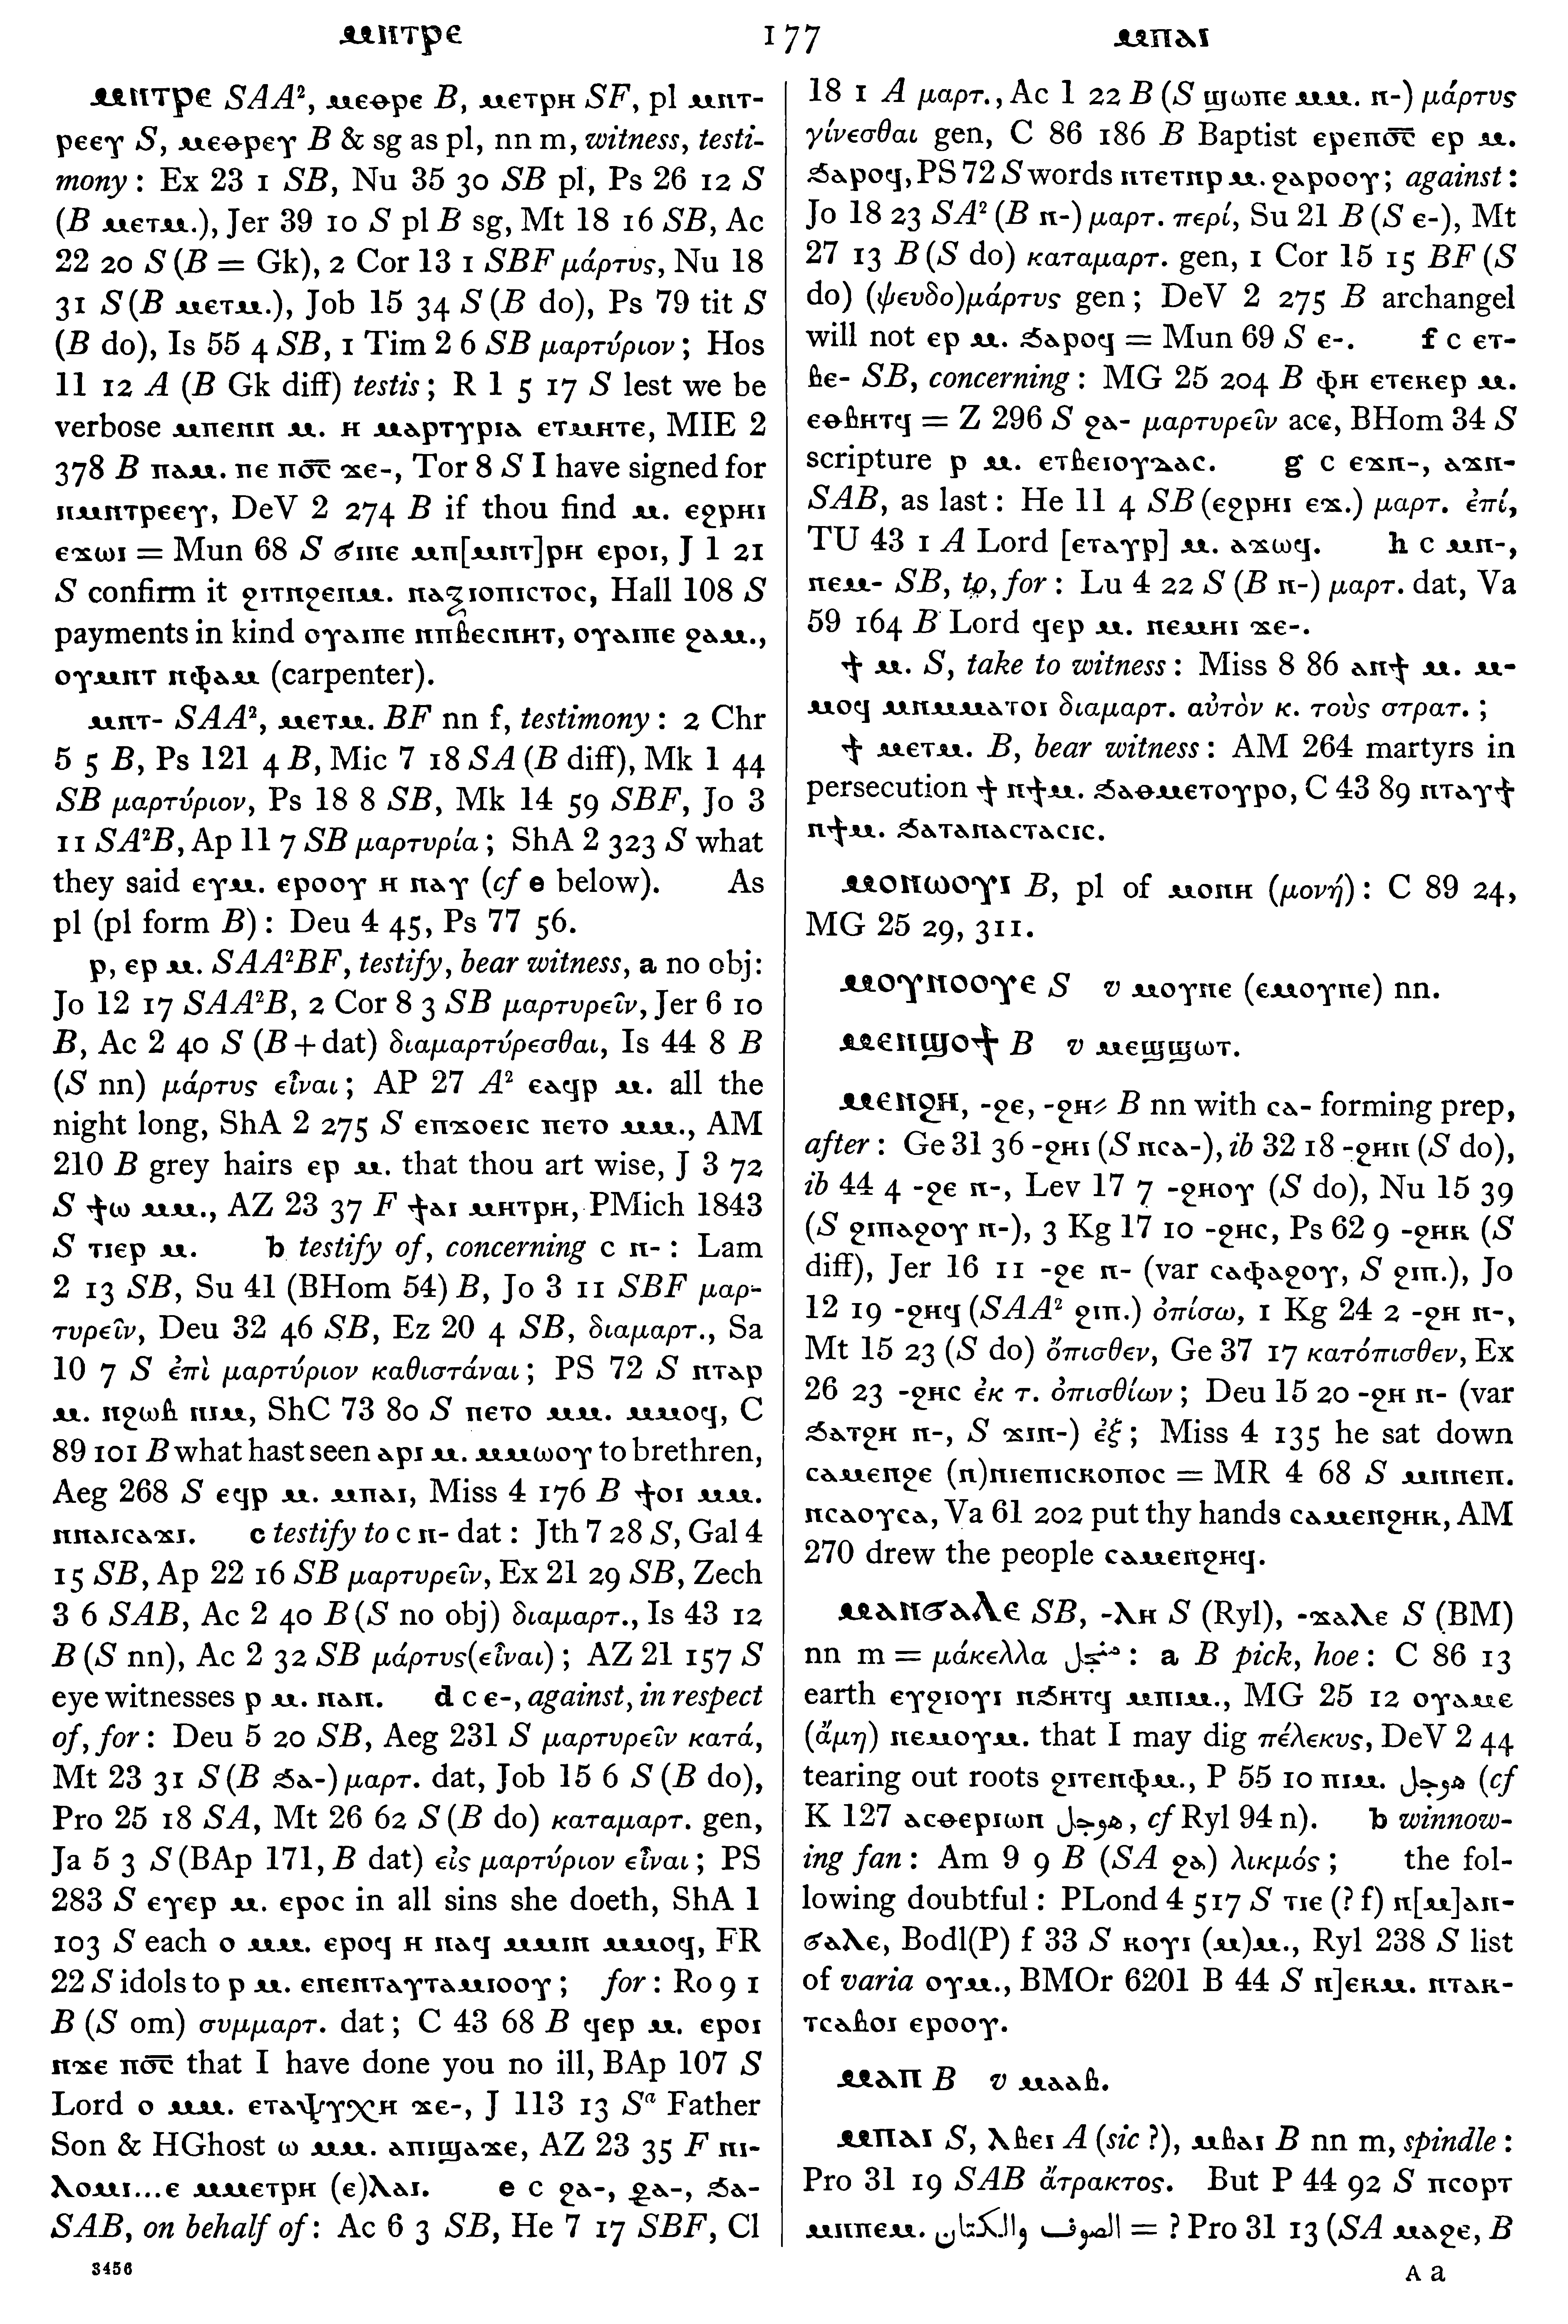 ⲙⲛⲧⲣⲉ 177 ⲙⲡⲁⲓ
ⲙⲛⲧⲣⲉ SAA², ⲙⲉⲑⲣⲉ B, ⲙⲉⲧⲣⲏ SF, pl ⲙⲛⲧ-
ⲣⲉⲉⲩ S, ⲙⲉⲑⲣⲉⲩ B & sg as pl, nn m, witness, testi-
mony : Ex 23 1 SB, Nu 35 30 SB pl, Ps 26 12 S
(B ⲙⲉⲧⲙ.), Jer 39 10 S pl B sg, Mt 18 16 SB, Ac
22 20 S (B = Gk), 2 Cor 13 1 SBF μάρτυς, Nu 18
31 S (B ⲙⲉⲧⲙ.), Job 15 34 S (B do), Ps 79 tit S
(B do), Is 55 4 SB, 1 Tim 2 6 SB μαρτύριον ; Hos
11 12 A (B Gk diff) testis ; R 1 5 17 S lest we be
verbose ⲙⲡⲉⲛⲛ ⲙ. ⲏ ⲙⲁⲣⲧⲩⲣⲓⲁ ⲉⲧⲙⲏⲧⲉ, MIE 2
378 B ⲡⲁⲙ. ⲡⲉ ⲡϭ̅ⲥ̅ ϫⲉ-, Tor 8 S I have signed for
ⲛⲙⲛⲧⲣⲉⲉⲩ, DeV 2 274 B if thou find ⲙ. ⲉϩⲣⲏⲓ
ⲉϫⲱⲓ = Mun 68 S ϭⲓⲛⲉ ⲙⲛ[ⲙⲛⲧ]ⲣⲏ ⲉⲣⲟⲓ, J 1 21
S confirm it ϩⲓⲧⲛϩⲉⲛⲙ. ⲛⲁⲝⲓⲟⲡⲓⲥⲧⲟⲥ, Hall 108 S
payments in kind ⲟⲩⲁⲓⲡⲉ ⲛⲛⲃⲉⲥⲛⲏⲧ, ⲟⲩⲁⲓⲡⲉ ϩⲁⲙ.,
ⲟⲩⲙⲛⲧ ⲛⲫⲁⲙ (carpenter).
ⲙⲛⲧ- SAA², ⲙⲉⲧⲙ. BF nn f, testimony : 2 Chr
5 5 B, Ps 121 4 B, Mic 7 18 SA (B diff), Mk 1 44
SB μαρτύριον, Ps 18 8 SB, Mk 14 59 SBF, Jo 3
11 SA²B, Ap 11 7 SB μαρτυρία ; ShA 2 323 S what
they said ⲉⲩⲙ. ⲉⲣⲟⲟⲩ ⲏ ⲛⲁⲩ (cf e below). As
pl (pl form B) : Deu 4 45, Ps 77 56.
ⲣ, ⲉⲣ ⲙ. SAA²BF, testify, bear witness, a no obj:
Jo 12 17 SAA²B, 2 Cor 8 3 SB μαρτυρεῖν, Jer 6 10
B, Ac 2 40 S (B + dat) διαμαρτύρεσθαι, Is 44 8 B
(S nn) μάρτυς εἶναι ; AP 27 A² ⲉⲁϥⲣ ⲙ. all the
night long, ShA 2 275 S ⲉⲡϫⲟⲉⲓⲥ ⲡⲉⲧⲟ ⲙⲙ., AM
210 B grey hairs ⲉⲣ ⲙ. that thou art wise, J 3 72
S ϯⲱ ⲙⲙ., AZ 23 37 F ϯⲁⲓ ⲙⲏⲧⲣⲏ, PMich 1843
S ⲧⲓⲉⲣ ⲙ. b testify of, concerning c ⲛ- : Lam
2 13 SB, Su 41 (BHom 54) B, Jo 3 11 SBF μαρ-
τυρεῖν, Deu 32 46 SB, Ez 20 4 SB, διαμαρτ., Sa
10 7 S ἐπὶ μαρτύριον καθιστάναι ; PS 72 S ⲛⲧⲁⲣ
ⲙ. ⲛϩⲱⲃ ⲛⲓⲙ, ShC 73 80 S ⲡⲉⲧⲟ ⲙⲙ. ⲙⲙⲟϥ, C
89 101 B what hast seen ⲁⲣⲓ ⲙ. ⲙⲙⲱⲟⲩ to brethren,
Aeg 268 S ⲉϥⲣ ⲙ. ⲙⲡⲁⲓ, Miss 4 176 B ϯⲟⲓ ⲙⲙ.
ⲛⲛⲁⲓⲥⲁϫⲓ. c testify to c ⲛ- dat : Jth 7 28 S, Gal 4
15 SB, Ap 22 16 SB μαρτυρεῖν, Ex 21 29 SB, Zech
3 6 SAB, Ac 2 40 B (S no obj) διαμαρτ., Is 43 12
B (S nn), Ac 2 32 SB μάρτυς(εἶναι) ; AZ 21 157 S
eye witnesses ⲣ ⲙ. ⲛⲁⲛ. d c ⲉ-, against, in respect
of, for : Deu 5 20 SB, Aeg 231 S μαρτυρεῖν κατά,
Mt 23 31 S (B ϧⲁ-) μαρτ. dat, Job 15 6 S (B do),
Pro 25 18 SA, Mt 26 62 S (B do) καταμαρτ. gen,
Ja 5 3 S (BAp 171, B dat) εἰς μαρτύριον εἶναι ; PS
283 S ⲉⲩⲉⲣ ⲙ. ⲉⲣⲟⲥ in all sins she doeth, ShA 1
103 S each ⲟ ⲙⲙ. ⲉⲣⲟϥ ⲏ ⲛⲁϥ ⲙⲙⲓⲛ ⲙⲙⲟϥ, FR
22 S idols to ⲣ ⲙ. ⲉⲛⲉⲛⲧⲁⲩⲧⲁⲙⲓⲟⲟⲩ ; for : Ro 9 1
B (S om) συμμαρτ. dat ; C 43 68 B ϥⲉⲣ ⲙ. ⲉⲣⲟⲓ
ⲛϫⲉ ⲡϭ̅ⲥ̅ that I have done you no ill, BAp 107 S
Lord ⲟ ⲙⲙ. ⲉⲧⲁⲯⲩⲭⲏ ϫⲉ-, J 113 13 Sᵃ Father
Son & HGhost ⲱ ⲙⲙ. ⲁⲡⲓϣⲁϫⲉ, AZ 23 35 F ⲛⲓ-
ⲗⲟⲙⲓ...ⲉ ⲙⲙⲉⲧⲣⲏ (ⲉ)ⲗⲁⲓ. e c ϩⲁ-, ⳉⲁ-, ϧⲁ-
SAB, on behalf of : Ac 6 3 SB, He 7 17 SBF, Cl
3456
18 1 A μαρτ., Ac 1 22 B (S ϣⲱⲡⲉ ⲙⲙ. ⲛ-) μάρτυς
γίνεσθαι gen, C 86 186 B Baptist ⲉⲣⲉⲡϭ̅ⲥ̅ ⲉⲣ ⲙ.
ϧⲁⲣⲟϥ, PS 72 S words ⲛⲧⲉⲧⲛⲣ ⲙ. ϩⲁⲣⲟⲟⲩ ; against :
Jo 18 23 SA² (B ⲛ-) μαρτ. περί, Su 21 B (S ⲉ-), Mt
27 13 B (S do) καταμαρτ. gen, 1 Cor 15 15 BF (S
do) (ψευδο)μάρτυς gen ; DeV 2 275 B archangel
will not ⲉⲣ ⲙ. ϧⲁⲣⲟϥ = Mun 69 S ⲉ-. f c ⲉⲧ-
ⲃⲉ- SB, concerning : MG 25 204 B ⲫⲏ ⲉⲧⲉⲕⲉⲣ ⲙ.
ⲉⲑⲃⲏⲧϥ = Z 296 S ϩⲁ- μαρτυρεῖν acc, BHom 34 S
scripture ⲣ ⲙ. ⲉⲧⲃⲉⲓⲟⲩⲇⲁⲥ. g c ⲉϫⲛ-, ⲁϫⲛ-
SAB, as last : He 11 4 SB (ⲉϩⲣⲏⲓ ⲉϫ.) μαρτ. ἐπί,
TU 43 1 A Lord [ⲉⲧⲁⲩⲣ] ⲙ. ⲁϫⲱϥ. h c ⲙⲛ-,
ⲛⲉⲙ- SB, to, for : Lu 4 22 S (B ⲛ-) μαρτ. dat, Va
59 164 B Lord ϥⲉⲣ ⲙ. ⲛⲉⲙⲏⲓ ϫⲉ-.
ϯ ⲙ. S, take to witness : Miss 8 86 ⲁⲛϯ ⲙ. ⲙ-
ⲙⲟϥ ⲙⲛⲙⲙⲁⲧⲟⲓ διαμαρτ. αὐτὸν κ. τοὺς στρατ. ;
ϯ ⲙⲉⲧⲙ. B, bear witness : AM 264 martyrs in
persecution ϯ ⲛϯⲙ. ϧⲁⲑⲙⲉⲧⲟⲩⲣⲟ, C 43 89 ⲛⲧⲁⲩϯ
ⲛϯⲙ. ϧⲁⲧⲁⲛⲁⲥⲧⲁⲥⲓⲥ.
ⲙⲟⲛⲱⲟⲩⲓ B, pl of ⲙⲟⲛⲏ (μονή) : C 89 24,
MG 25 29, 311.
ⲙⲟⲩⲛⲟⲟⲩⲉ S v ⲙⲟⲩⲛⲉ (ⲉⲙⲟⲩⲛⲉ) nn.
ⲙⲉⲛϣⲟϯ B v ⲙⲉϣϣⲱⲧ.
ⲙⲉⲛϩⲏ, -ϩⲉ, -ϩⲏ⸗ B nn with ⲥⲁ- forming prep,
after : Ge 31 36 -ϩⲏⲓ (S ⲛⲥⲁ-), ib 32 18 -ϩⲏⲛ (S do),
ib 44 4 -ϩⲉ ⲛ-, Lev 17 7 -ϩⲏⲟⲩ (S do), Nu 15 39
(S ϩⲓⲡⲁϩⲟⲩ ⲛ-), 3 Kg 17 10 -ϩⲏⲥ, Ps 62 9 -ϩⲏⲕ (S
diff), Jer 16 11 -ϩⲉ ⲛ- (var ⲥⲁⲫⲁϩⲟⲩ, S ϩⲓⲡ.), Jo
12 19 -ϩⲏϥ (SAA² ϩⲓⲡ.) ὀπίσω, 1 Kg 24 2 -ϩⲏ ⲛ-,
Mt 15 23 (S do) ὄπισθεν, Ge 37 17 κατόπισθεν, Ex
26 23 -ϩⲏⲥ ἐκ τ. ὀπισθίων ; Deu 15 20 -ϩⲏ ⲛ- (var
ϧⲁⲧϩⲏ ⲛ-, S ϫⲓⲛ-) ἐξ ; Miss 4 135 he sat down
ⲥⲁⲙⲉⲛϩⲉ (ⲛ)ⲛⲓⲉⲡⲓⲥⲕⲟⲡⲟⲥ = MR 4 68 S ⲙⲛⲛⲉⲡ.
ⲛⲥⲁⲟⲩⲥⲁ, Va 61 202 put thy hands ⲥⲁⲙⲉⲛϩⲏⲕ, AM
270 drew the people ⲥⲁⲙⲉⲛϩⲏϥ.
ⲙⲁⲛϭⲁⲗⲉ SB, -ⲗⲏ S (Ryl), -ϫⲁⲗⲉ S (BM)
nn m = μάκελλα منجل : a B pick, hoe : C 86 13
earth ⲉⲩϩⲓⲟⲩⲓ ⲛϧⲏⲧϥ ⲙⲡⲓⲙ., MG 25 12 ⲟⲩⲁⲙⲉ
(ἄμη) ⲛⲉⲙⲟⲩⲙ. that I may dig πέλεκυς, DeV 2 44
tearing out roots ϩⲓⲧⲉⲛⲫⲙ., P 55 10 ⲡⲓⲙ. هوجل (cf
K 127 ⲁⲥⲑⲉⲣⲓⲱⲛ هوجل, cf Ryl 94 n). b winnow-
ing fan : Am 9 9 B (SA ϩⲁ) λικμός ; the fol-
lowing doubtful : PLond 4 517 S ⲧⲓⲉ (? f) ⲛ[ⲙ]ⲁⲛ-
ϭⲁⲗⲉ, Bodl(P) f 33 S ⲕⲟⲩⲓ (ⲙ)ⲙ., Ryl 238 S list
of varia ⲟⲩⲙ., BMOr 6201 B 44 S ⲡ]ⲉⲕⲙ. ⲛⲧⲁⲕ-
ⲧⲥⲁⲃⲟⲓ ⲉⲣⲟⲟⲩ.
ⲙⲁⲡ B v ⲙⲁⲁⲃ.
ⲙⲡⲁⲓ S, ⲗⲃⲉⲓ A (sic ?), ⲙⲃⲁⲓ B nn m, spindle :
Pro 31 19 SAB ἄτρακτος. But P 44 92 S ⲡⲥⲟⲣⲧ
ⲙⲛⲡⲉⲙ. الصوف والكتان = ? Pro 31 13 (SA ⲙⲁϩⲉ, B
A a